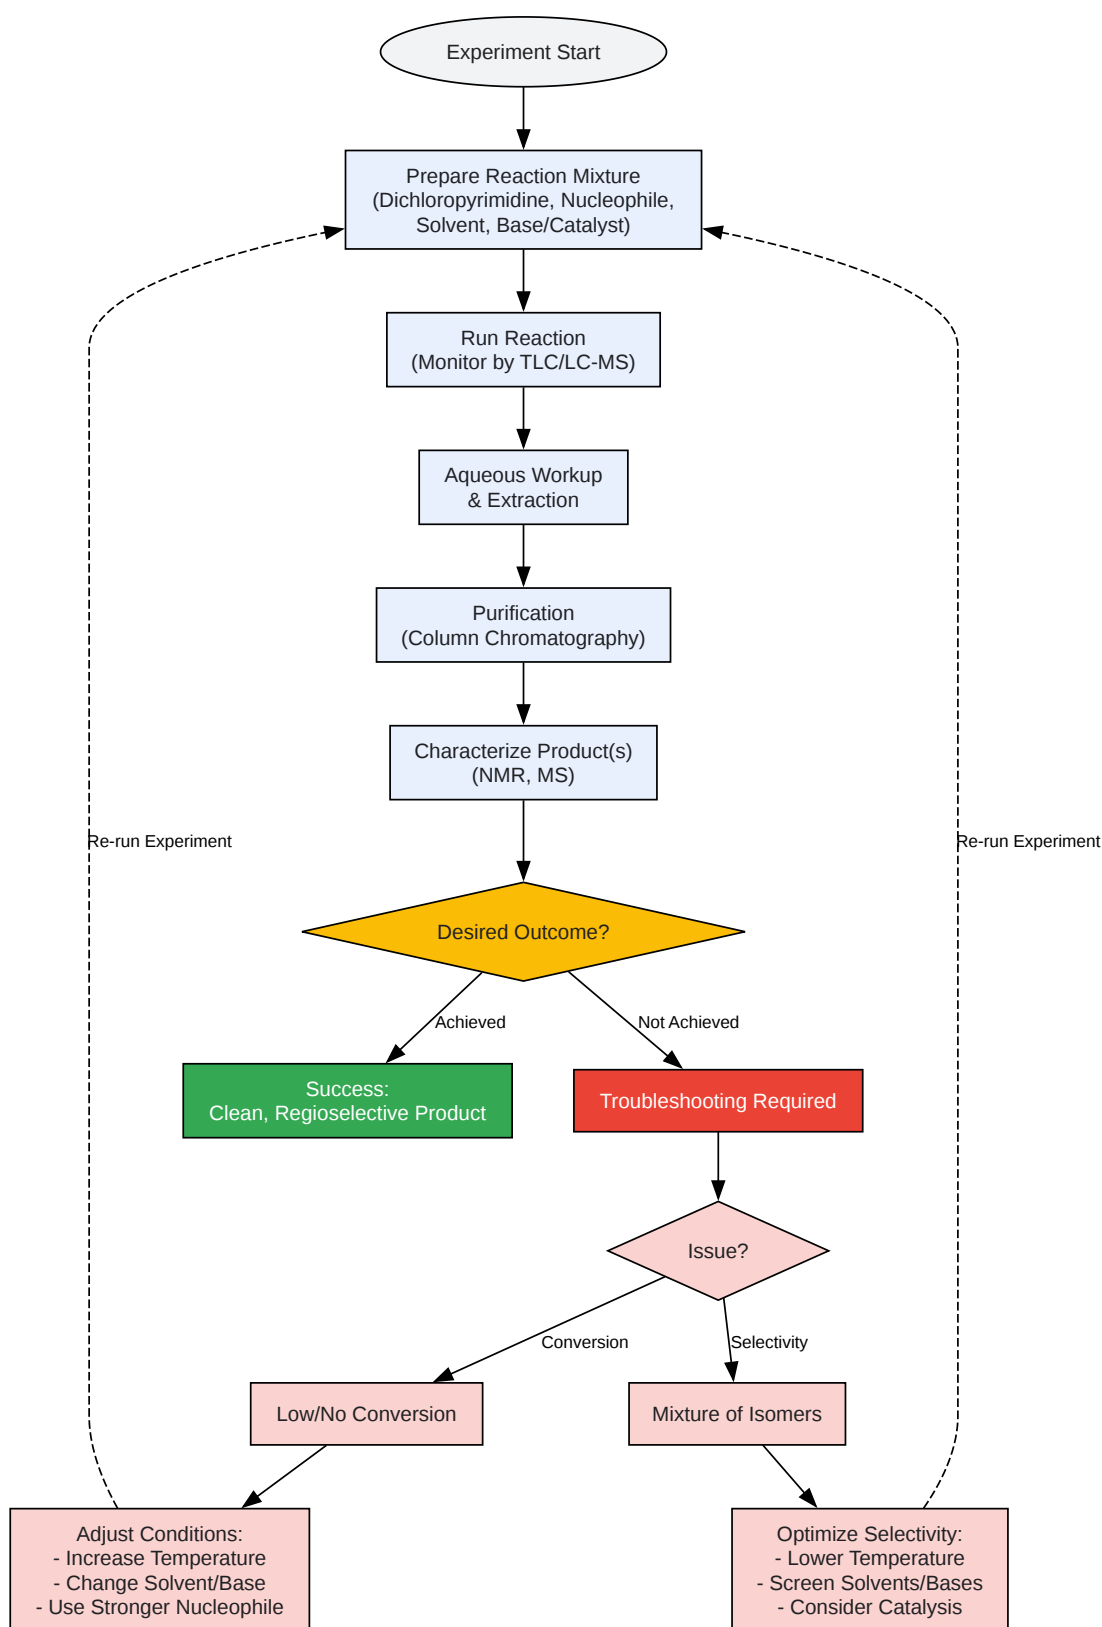 Experiment Start
Prepare Reaction Mixture
(Dichloropyrimidine, Nucleophile,
Solvent, Base/Catalyst)
Run Reaction
(Monitor by TLC/LC-MS)
Aqueous Workup
& Extraction
Purification
(Column Chromatography)
Characterize Product(s)
(NMR, MS)
Re-run Experiment
Re-run Experiment
Desired Outcome?
Achieved
Not Achieved
Success:
Clean, Regioselective Product
Troubleshooting Required
Issue?
Conversion
Selectivity
Low/No Conversion
Mixture of Isomers
Adjust Conditions:
- Increase Temperature
- Change Solvent/Base
- Use Stronger Nucleophile
Optimize Selectivity:
- Lower Temperature
- Screen Solvents/Bases
- Consider Catalysis